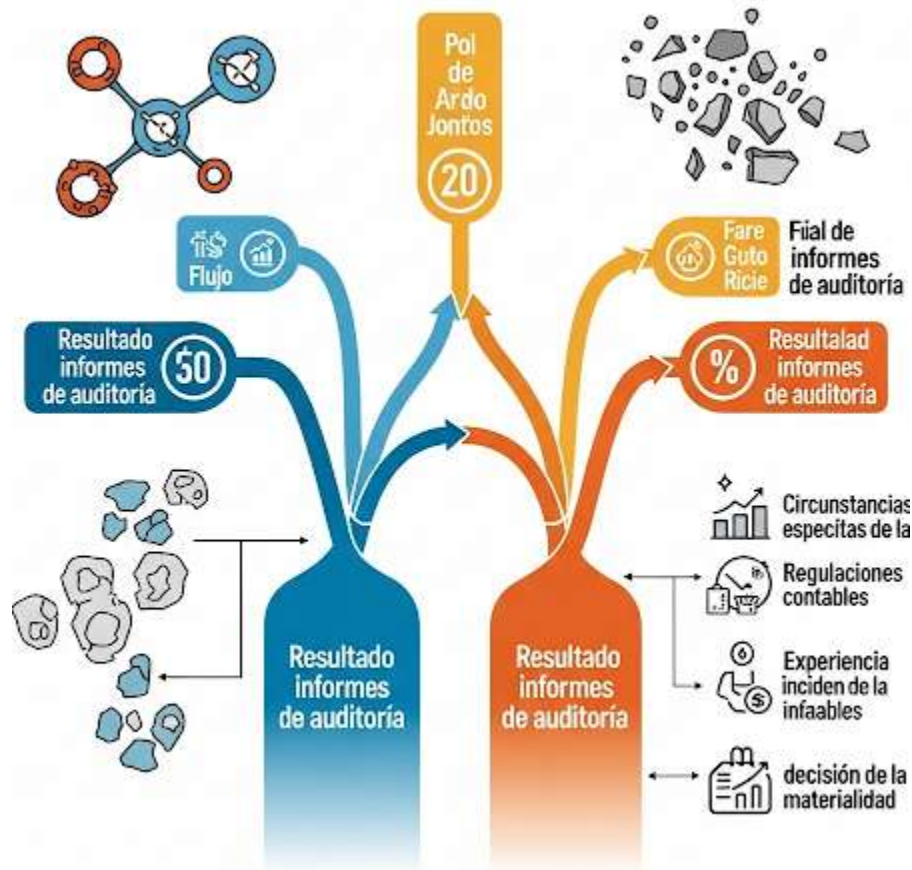 Pol
de
Ardo
Jontos
20
Flujo
Fare
Guto
Ricie
Fiial de
informes
de auditoría
Resultado
informes
de auditoría
$0
%
Resultalad
informes
de auditoría
Circunstancias
especítas de la
Regulaciones
contables
Resultado
informes
de auditoría
Resultado
informes
de auditoría
Experiencia
inciden de la
infaables
decisión de la
materialidad